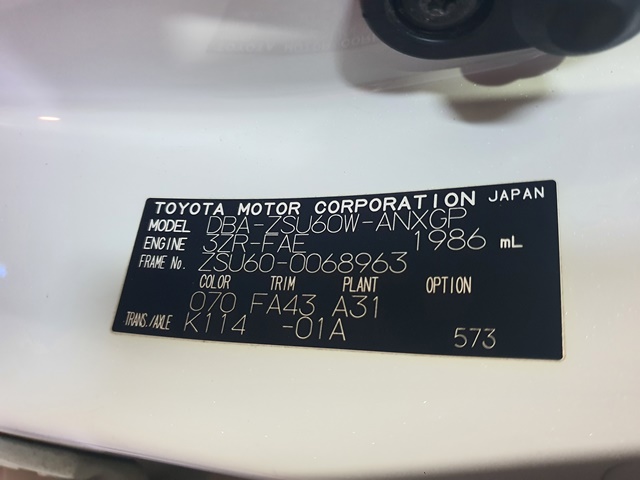 TOYOTA MOTOR CORPORATION JAPAN
MODEL DBA-ZSU60W-ANXGP
ENGINE 3ZR-FAE 1986 mL
FRAME No. ZSU60-0068963
COLOR TRIM PLANT OPTION
070 FA43 A31
TRANS./AXLE K114 -01A 573